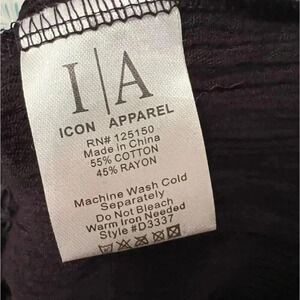 I|A
ICON APPAREL
RN# 125150
Made in China
55% COTTON
45% RAYON
Machine Wash Cold
Separately
Do Not Bleach
Warm Iron Needed
Style #D3337